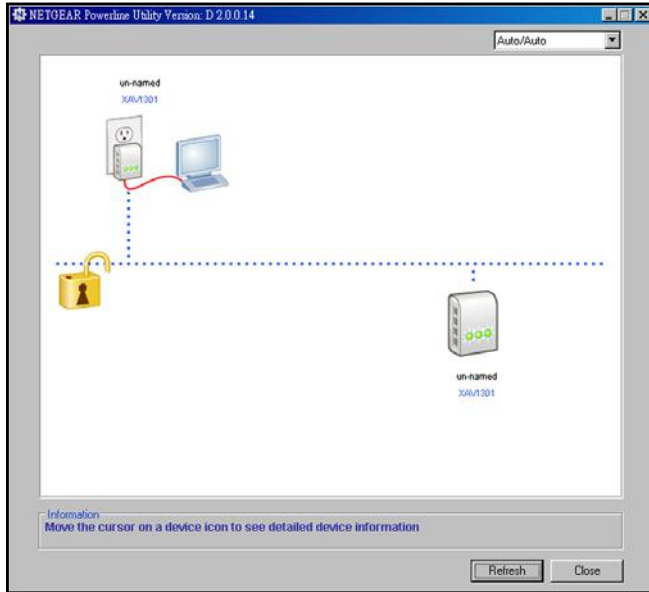 NETGEAR Powerline Utility Version: D 2.0.0.14
Auto/Auto
un-named
XAV1301
un-named
XAV1301
Information
Move the cursor on a device icon to see detailed device information
Refresh
Close